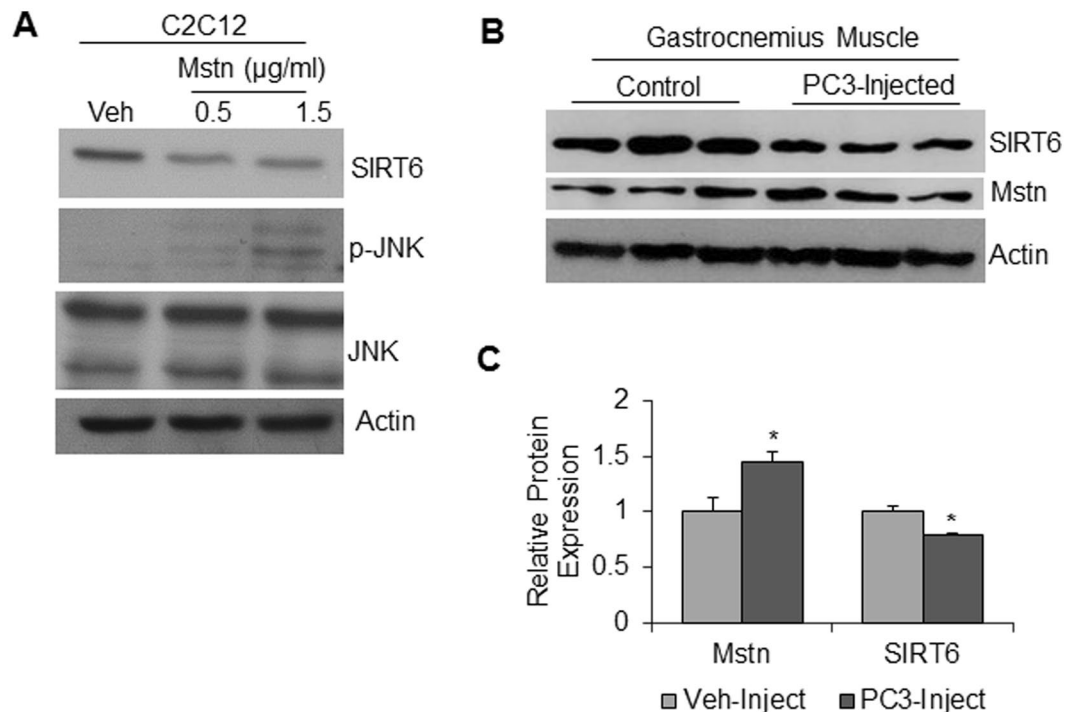 A
C2C12
Mstn (µg/ml)
Veh 0.5 1.5
SIRT6
p-JNK
JNK
Actin
B
Gastrocnemius Muscle
Control PC3-Injected
SIRT6
Mstn
Actin
C
Relative Protein
Expression
2
1.5
1
0.5
0
*
*
Mstn SIRT6
Veh-Inject PC3-Inject